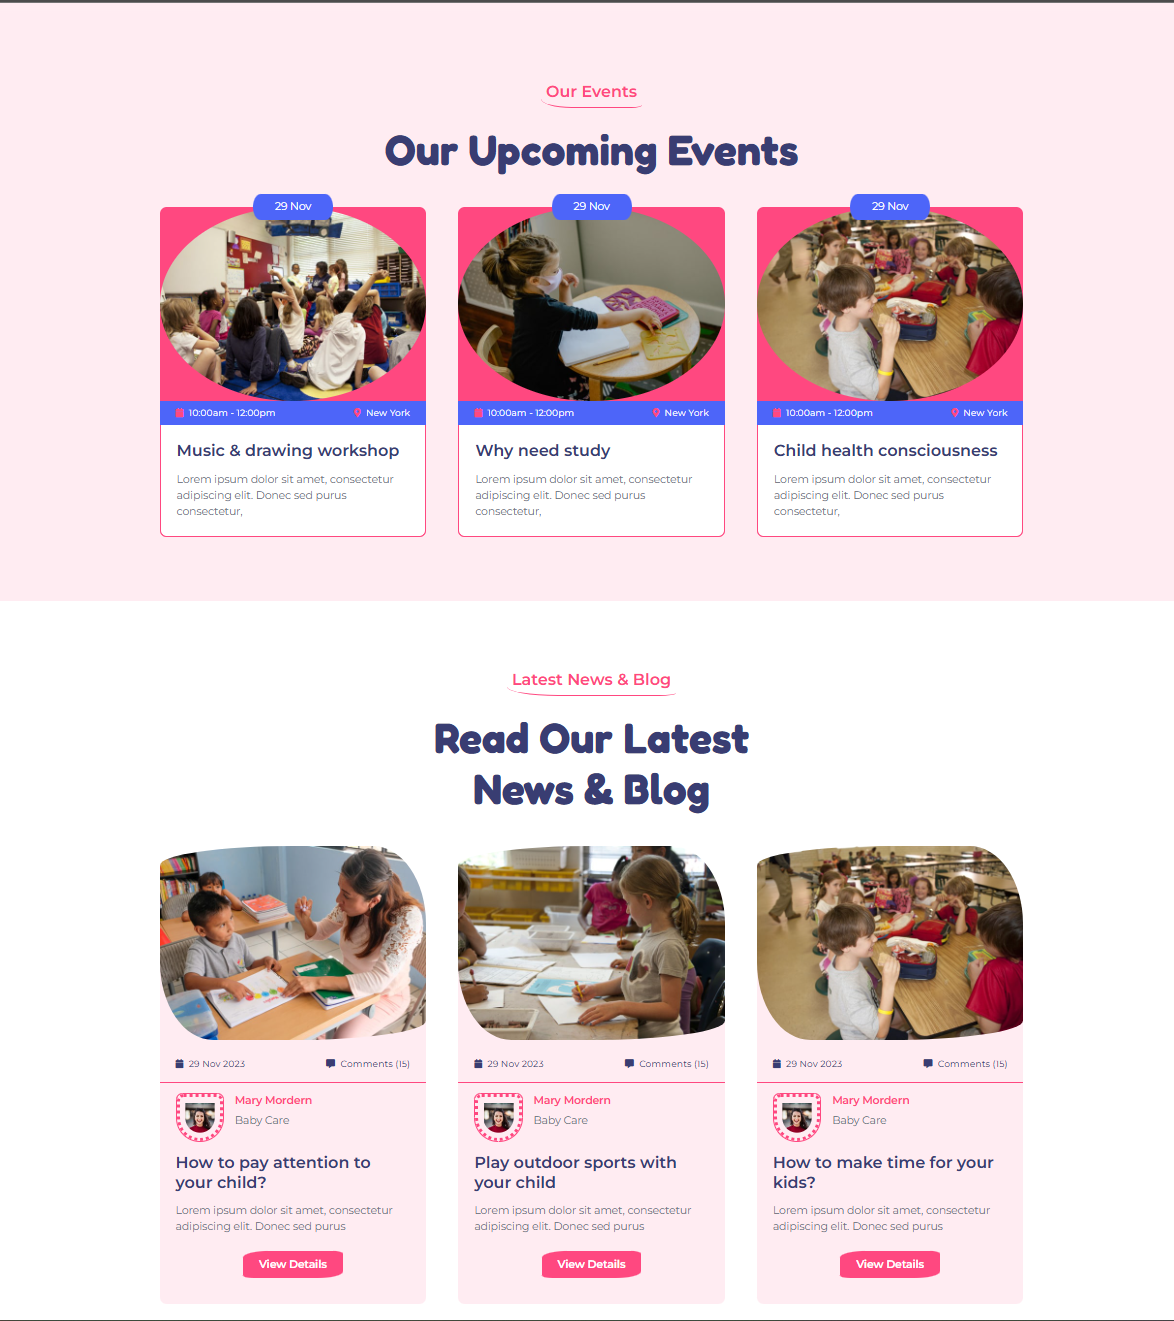 Our Events
Our Upcoming Events
29 Nov
10:00am - 12:00pm New York
Music & drawing workshop
Lorem ipsum dolor sit amet, consectetur
adipiscing elit. Donec sed purus
consectetur,
29 Nov
10:00am - 12:00pm New York
Why need study
Lorem ipsum dolor sit amet, consectetur
adipiscing elit. Donec sed purus
consectetur,
29 Nov
10:00am - 12:00pm New York
Child health consciousness
Lorem ipsum dolor sit amet, consectetur
adipiscing elit. Donec sed purus
consectetur,
Latest News & Blog
Read Our Latest
News & Blog
29 Nov 2023 Comments (15)
Mary Mordern
Baby Care
How to pay attention to
your child?
Lorem ipsum dolor sit amet, consectetur
adipiscing elit. Donec sed purus
View Details
29 Nov 2023 Comments (15)
Mary Mordern
Baby Care
Play outdoor sports with
your child
Lorem ipsum dolor sit amet, consectetur
adipiscing elit. Donec sed purus
View Details
29 Nov 2023 Comments (15)
Mary Mordern
Baby Care
How to make time for your
kids?
Lorem ipsum dolor sit amet, consectetur
adipiscing elit. Donec sed purus
View Details